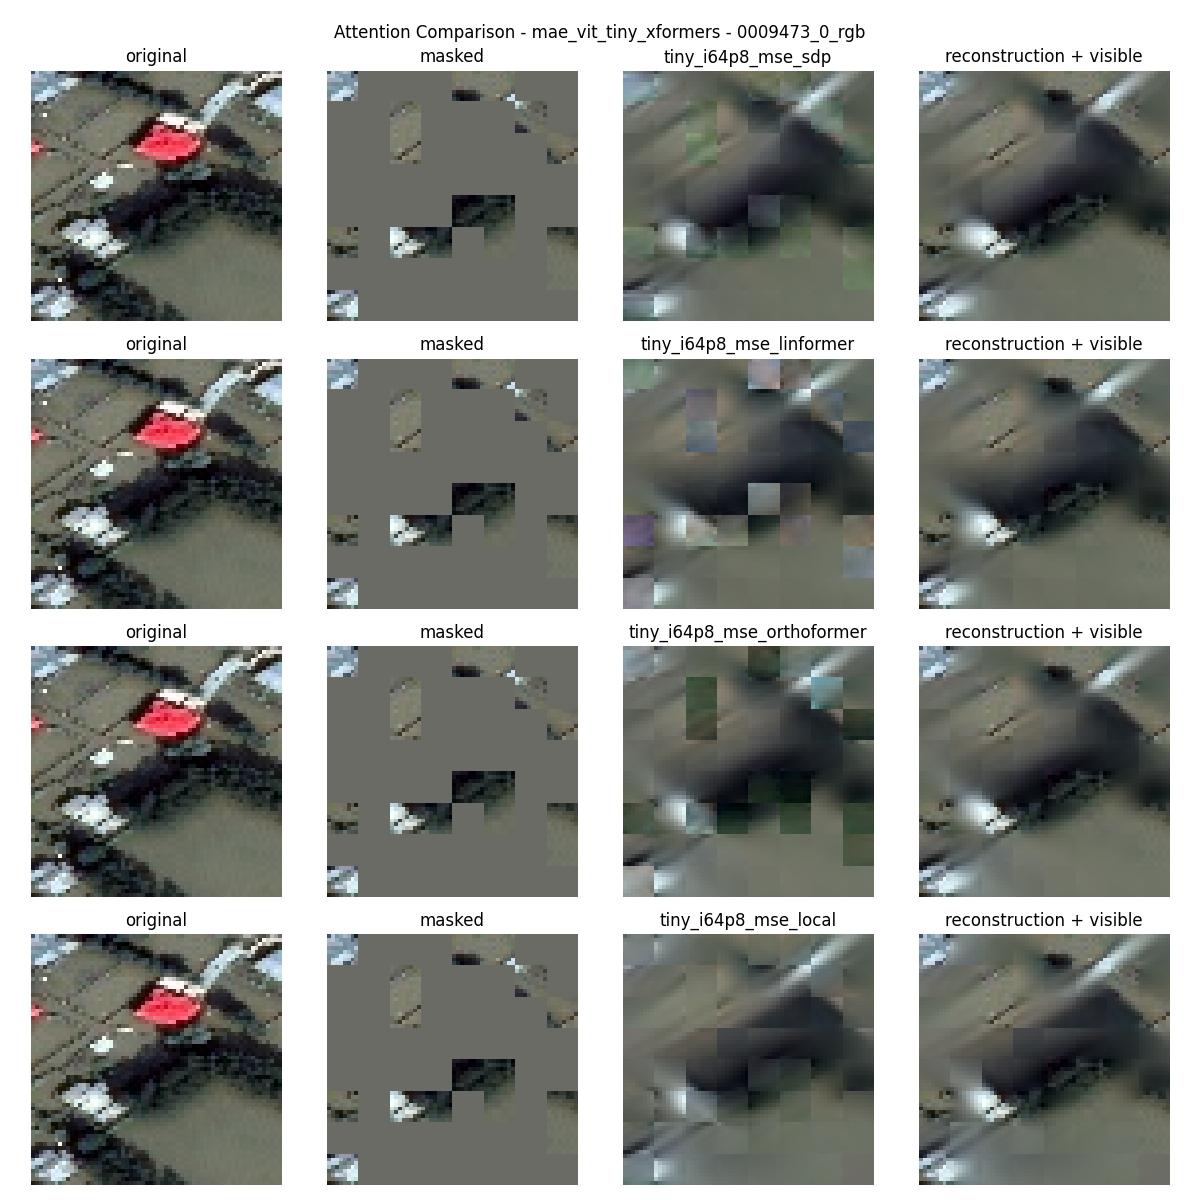 Attention Comparison - mae_vit_tiny_xformers - 0009473_0_rgb
original masked tiny_i64p8_mse_sdp reconstruction + visible
original masked tiny_i64p8_mse_linformer reconstruction + visible
original masked tiny_i64p8_mse_orthoformer reconstruction + visible
original masked tiny_i64p8_mse_local reconstruction + visible